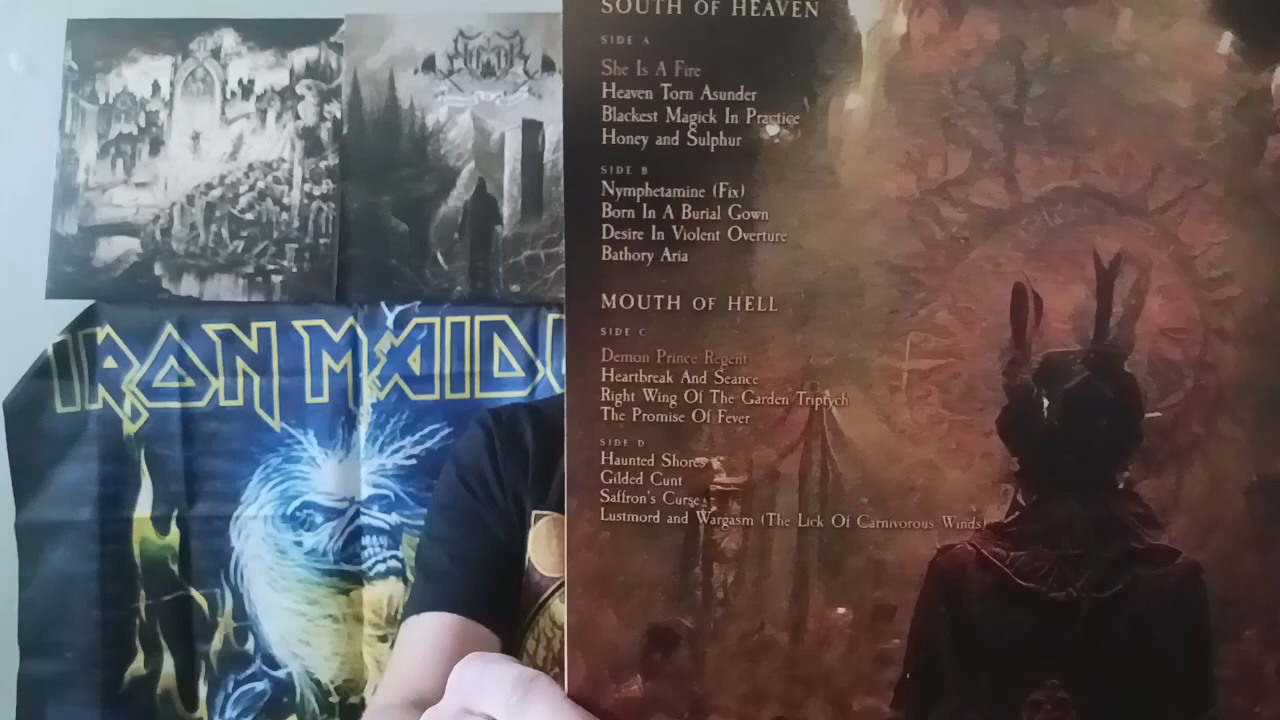 SOUTH OF HEAVEN
SIDE A
She Is A Fire
Heaven Torn Asunder
Blackest Magick In Practice
Honey and Sulphur
SIDE B
Nymphetamine (Fix)
Born In A Burial Gown
Desire In Violent Overture
Bathory Aria
MOUTH OF HELL
SIDE C
Demon Prince Regent
Heartbreak And Seance
Right Wing Of The Garden Triptych
The Promise Of Fever
SIDE D
Haunted Shores
Gilded Cunt
Saffron's Curse
Lustmord and Wargasm (The Lick Of Carnivorous Winds)
IRON MAIDE